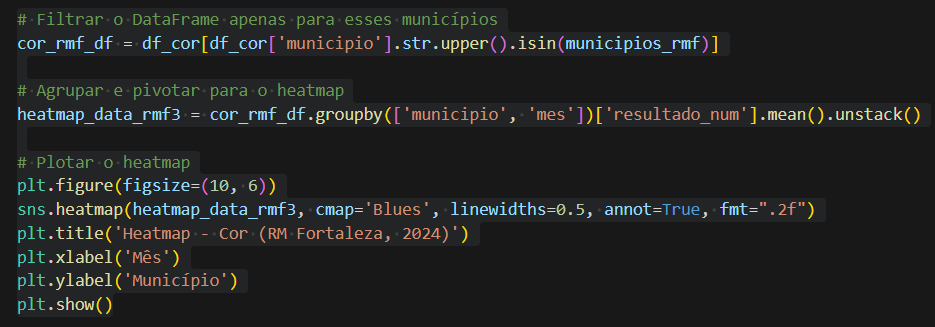 # Filtrar o DataFrame apenas para esses municípios
cor_rmf_df = df_cor[df_cor['municipio'].str.upper().isin(municipios_rmf)]
# Agrupar e pivotar para o heatmap
heatmap_data_rmf3 = cor_rmf_df.groupby(['municipio', 'mes'])['resultado_num'].mean().unstack()
# Plotar o heatmap
plt.figure(figsize=(10, 6))
sns.heatmap(heatmap_data_rmf3, cmap='Blues', linewidths=0.5, annot=True, fmt=".2f")
plt.title('Heatmap - Cor (RM Fortaleza, 2024)')
plt.xlabel('Mês')
plt.ylabel('Município')
plt.show()